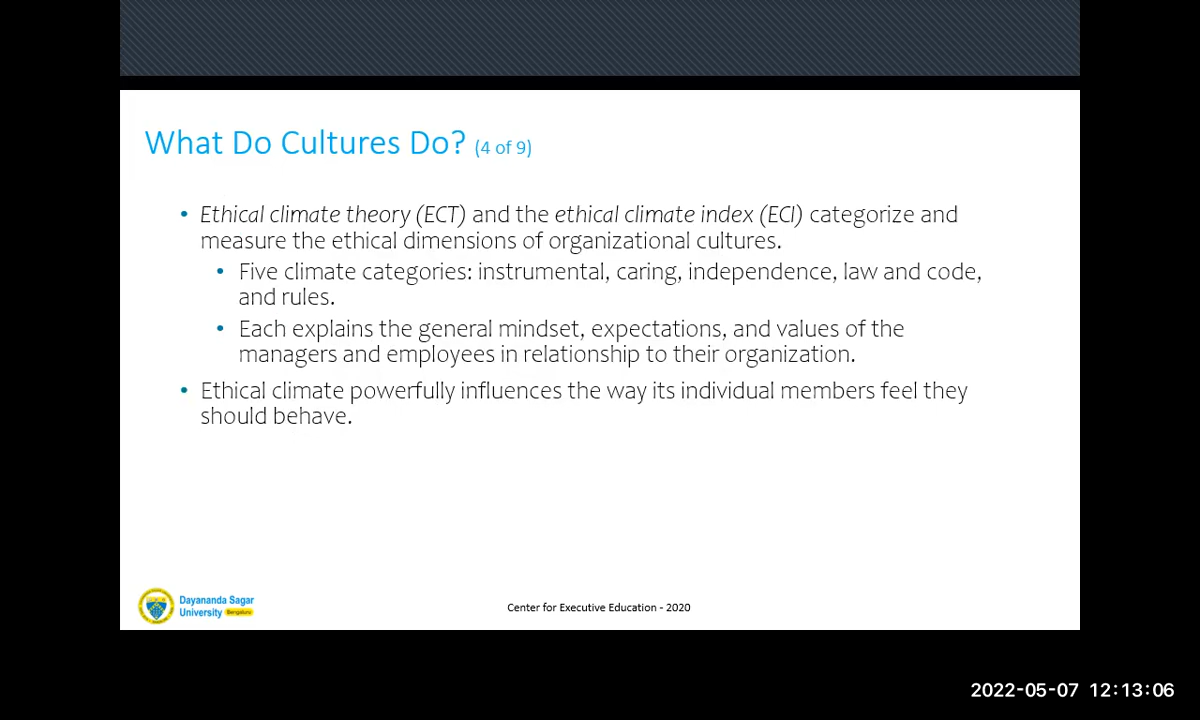 What Do Cultures Do? (4 of 9)
• Ethical climate theory (ECT) and the ethical climate index (ECI) categorize and
measure the ethical dimensions of organizational cultures.
• Five climate categories: instrumental, caring, independence, law and code,
and rules.
• Each explains the general mindset, expectations, and values of the
managers and employees in relationship to their organization.
• Ethical climate powerfully influences the way its individual members feel they
should behave.
Dayananda Sagar
University Bengaluru
Center for Executive Education - 2020
2022-05-07 12:13:06